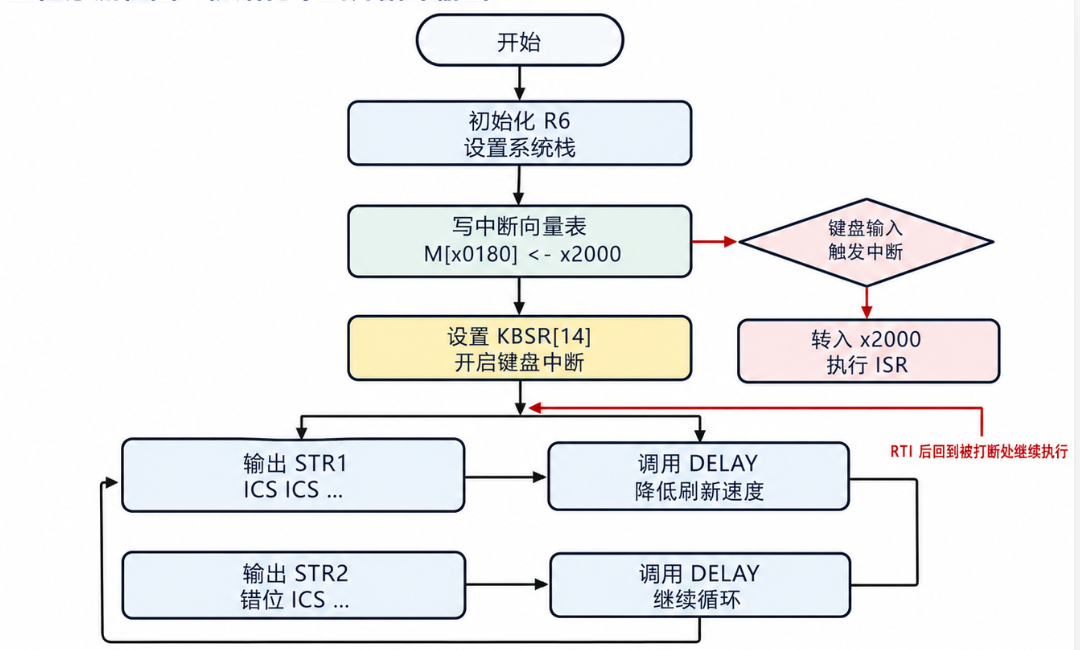 开始
初始化 R6
设置系统栈
写中断向量表
M[x0180] <- x2000
键盘输入
触发中断
设置 KBSR[14]
开启键盘中断
转入 x2000
执行 ISR
RTI 后回到被打断处继续执行
输出 STR1
ICS ICS ...
调用 DELAY
降低刷新速度
输出 STR2
错位 ICS ...
调用 DELAY
继续循环